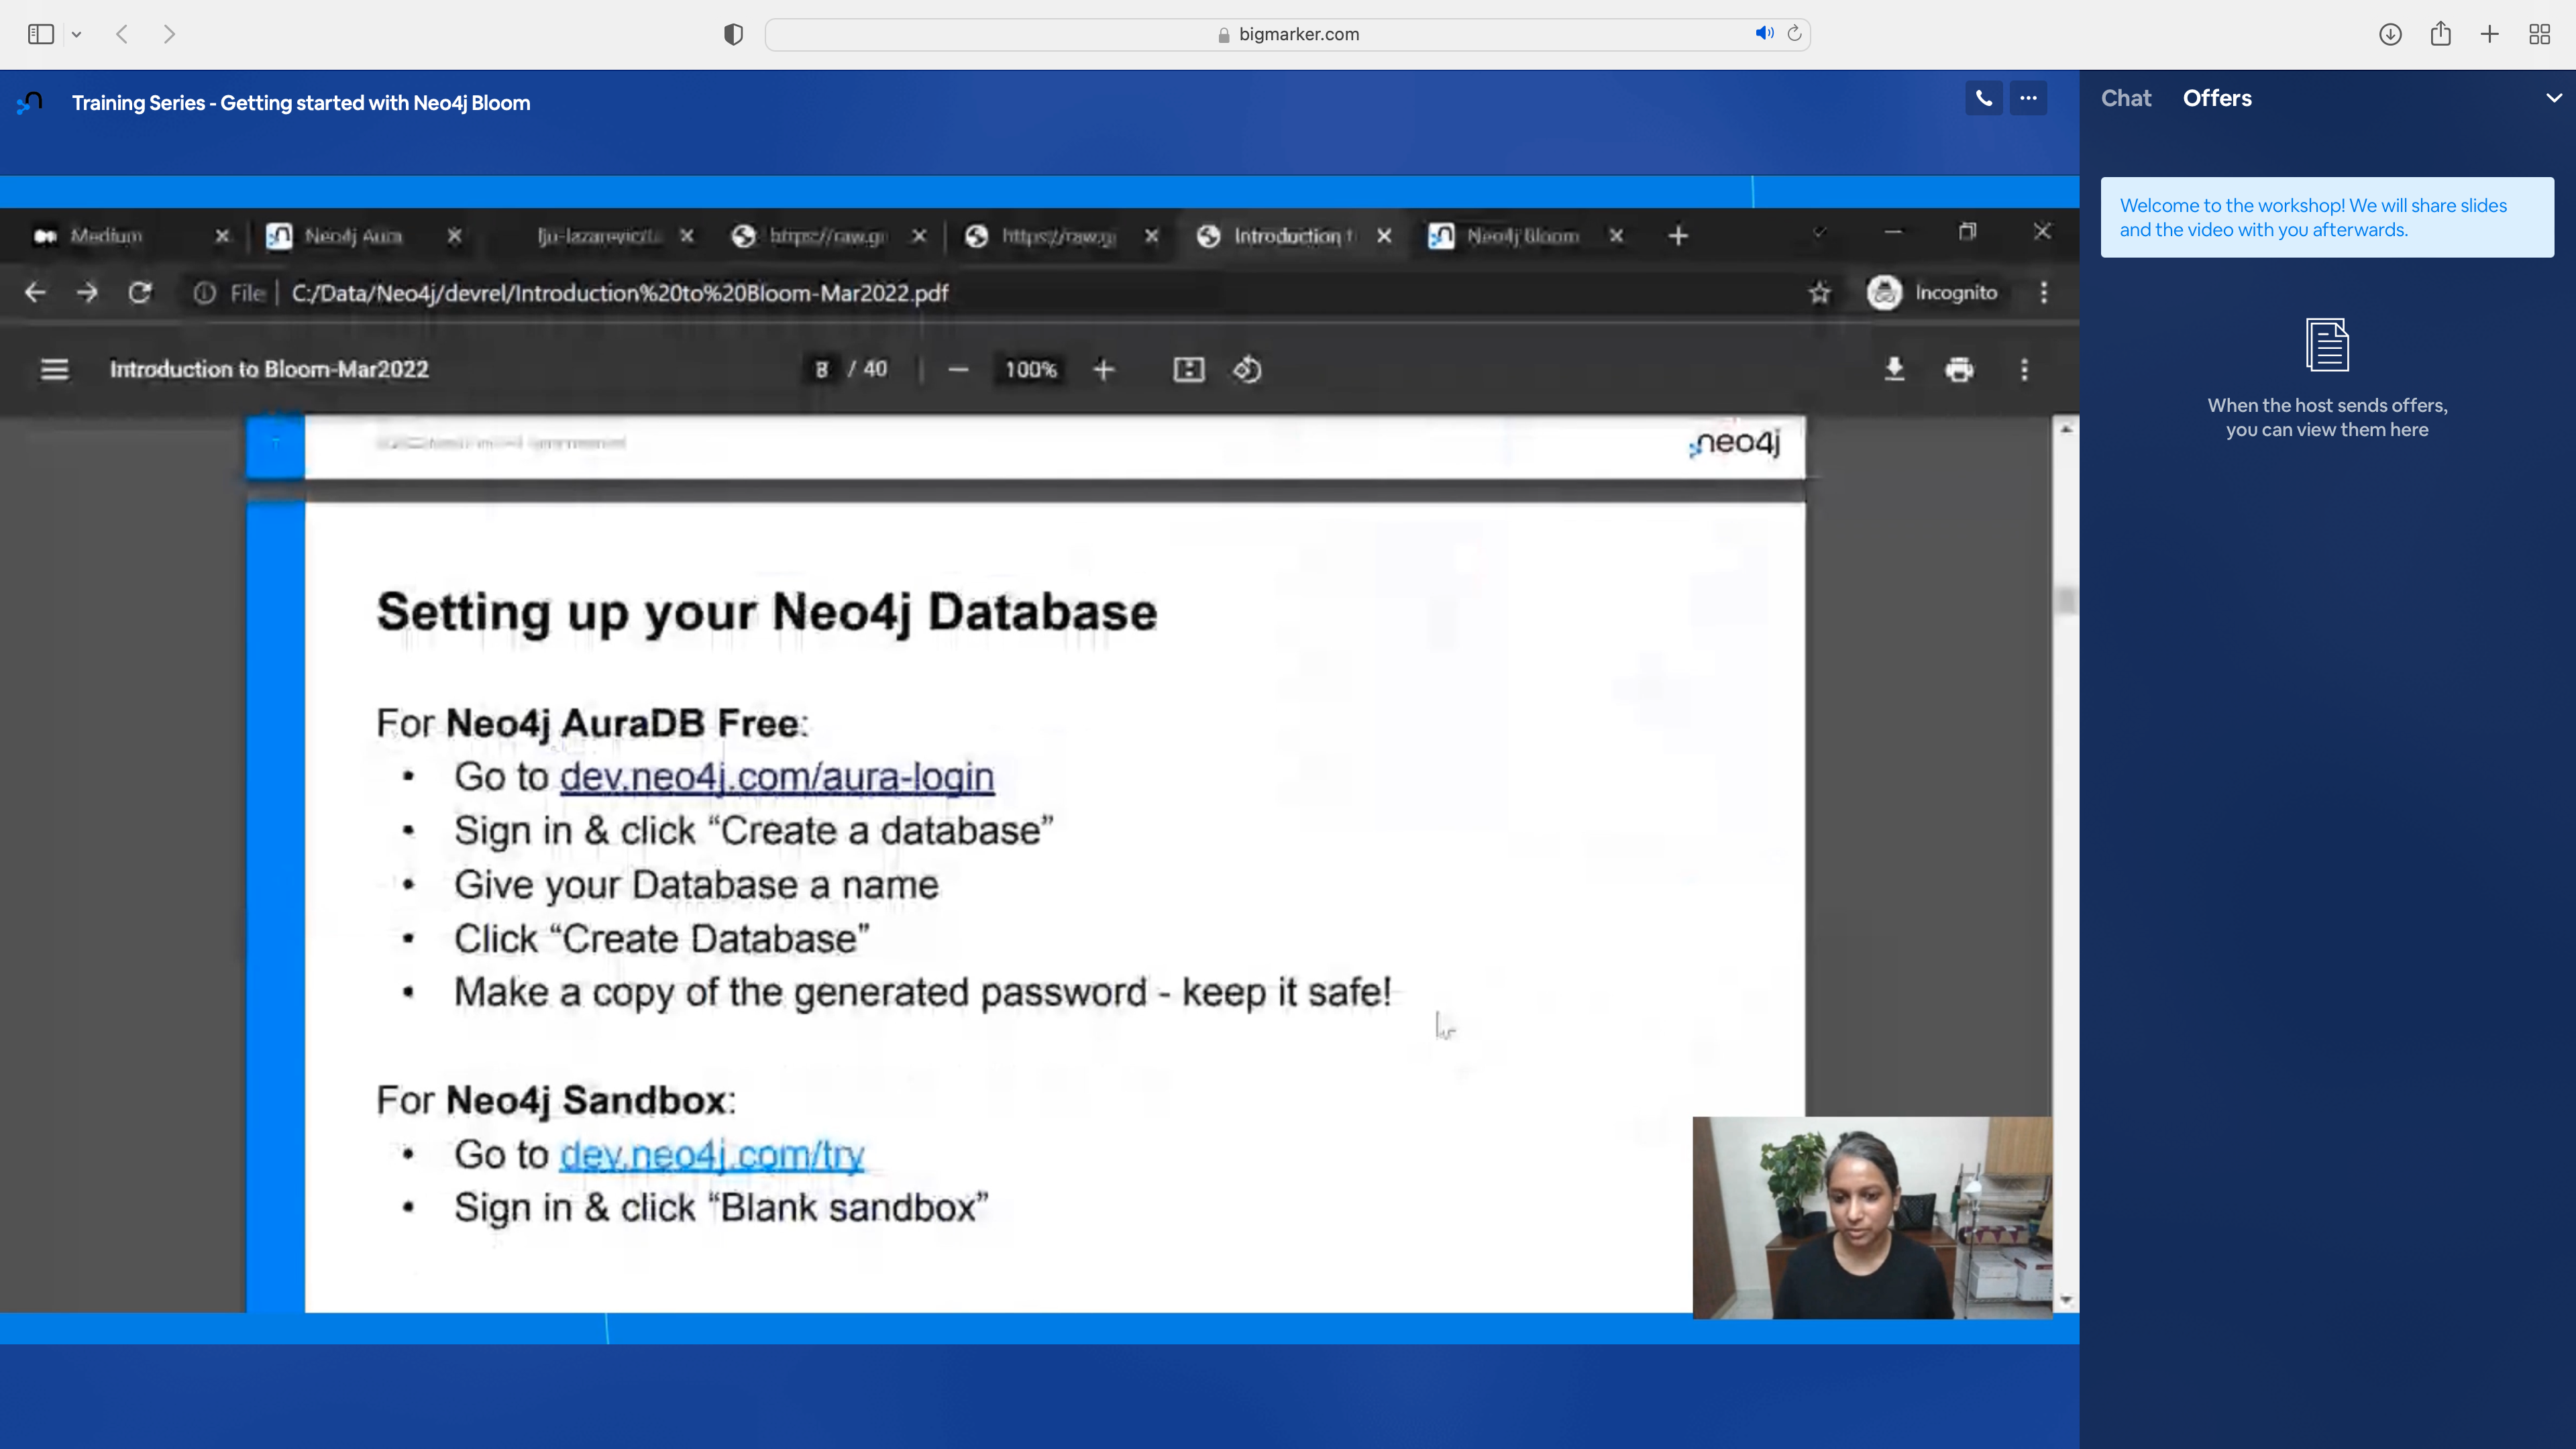 bigmarker.com
Training Series - Getting started with Neo4j Bloom
Chat Offers
Welcome to the workshop! We will share slides
and the video with you afterwards.
When the host sends offers,
you can view them here
Medium
Neo4j Aura
lju-lazarevic/
https://raw.g
https://raw.g
Introduction t
Neo4j Bloom
File C:/Data/Neo4j/devrel/Introduction%20to%20Bloom-Mar2022.pdf
Incognito
Introduction to Bloom-Mar2022
8 / 40
100%
7
neo4j
Setting up your Neo4j Database
For Neo4j AuraDB Free:
• Go to dev.neo4j.com/aura-login
• Sign in & click “Create a database”
• Give your Database a name
• Click “Create Database”
• Make a copy of the generated password - keep it safe!
For Neo4j Sandbox:
• Go to dev.neo4j.com/try
• Sign in & click “Blank sandbox”